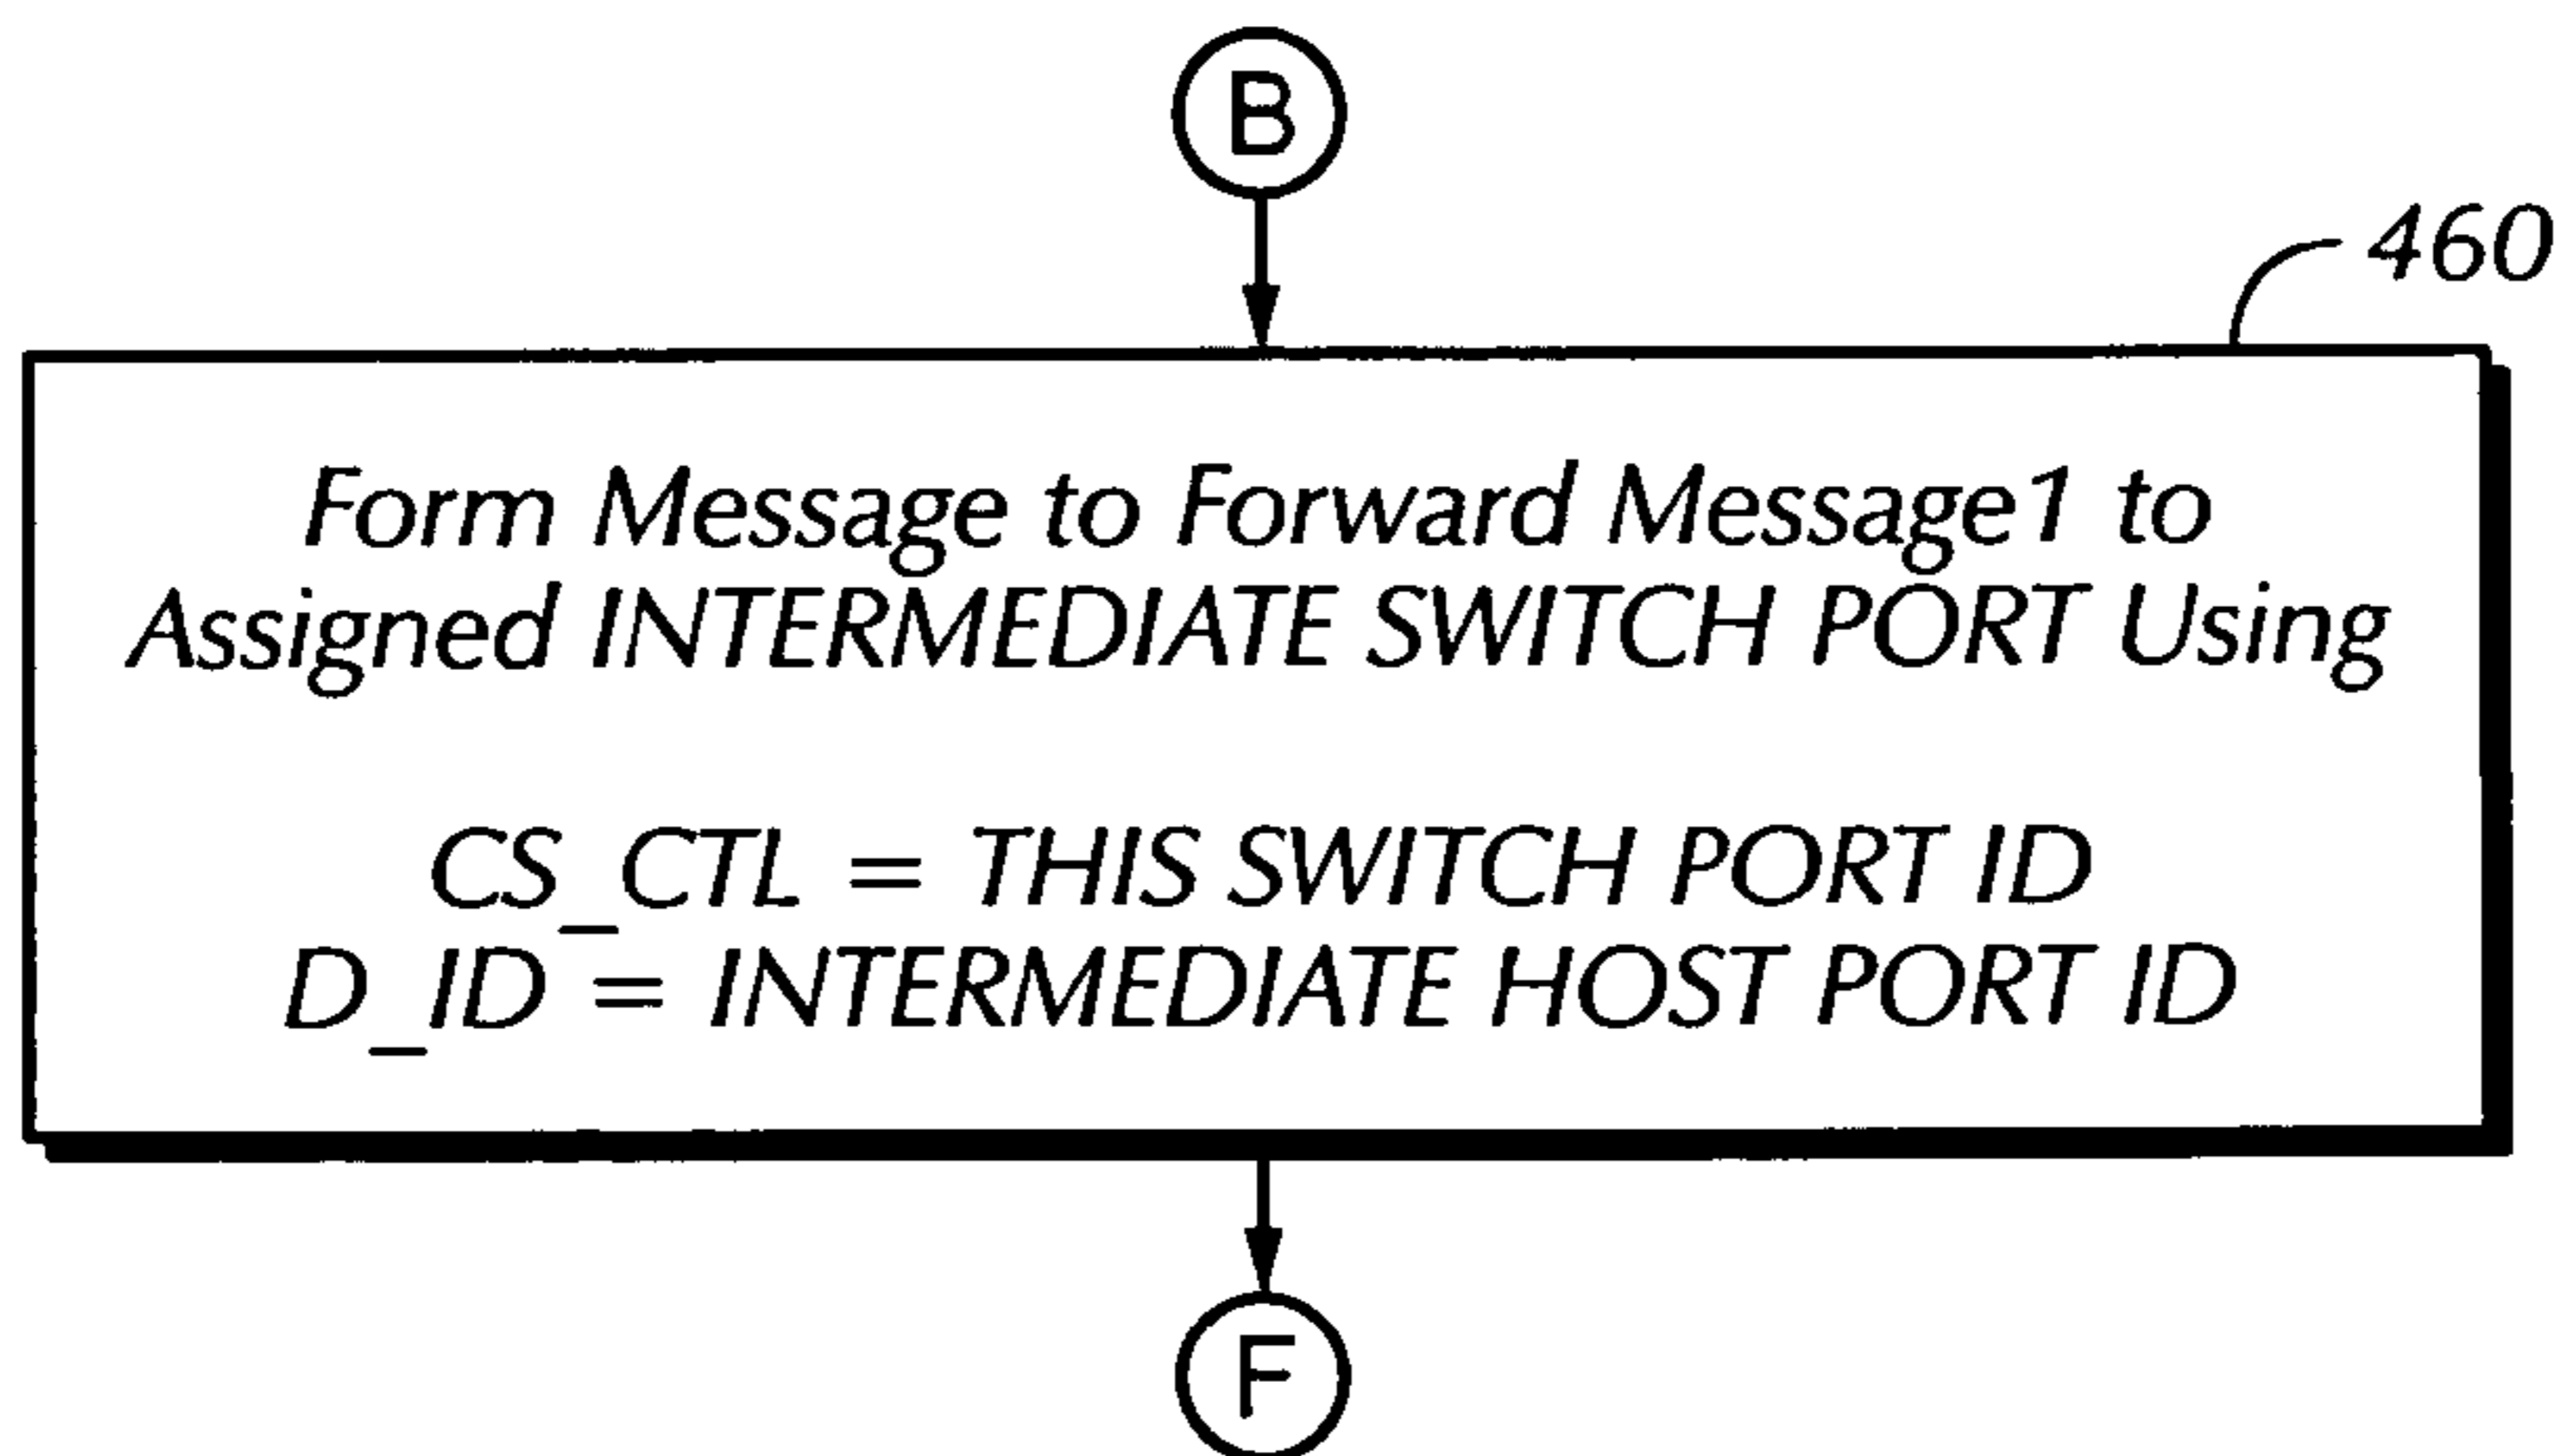 B
460
Form Message to Forward Message1 to
Assigned INTERMEDIATE SWITCH PORT Using
CS_CTL = THIS SWITCH PORT ID
D_ID = INTERMEDIATE HOST PORT ID
F